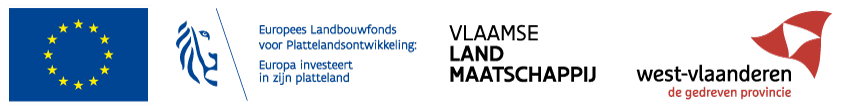 Europees Landbouwfonds
voor Plattelandsontwikkeling:
Europa investeert
in zijn platteland
VLAAMSE
LAND
MAATSCHAPPIJ
west-vlaanderen
de gedreven provincie